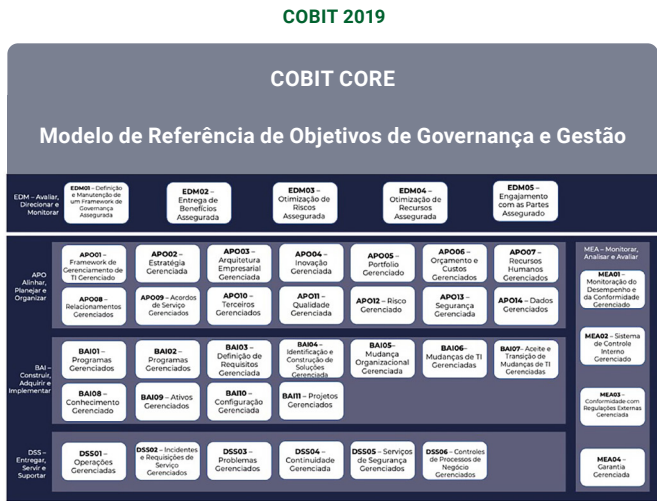 COBIT 2019
COBIT CORE
Modelo de Referência de Objetivos de Governança e Gestão
EDM – Avaliar,
Direcionar e
Monitorar
EDM01 – Definição
e Manutenção de
um Framework de
Governança
Assegurada
EDM02 –
Entrega de
Benefícios
Assegurada
EDM03 –
Otimização de
Riscos
Assegurada
EDM04 –
Otimização de
Recursos
Assegurada
EDM05 –
Engajamento
com as Partes
Assegurado
APO
Alinhar,
Planejar e
Organizar
APO01 –
Framework de
Gerenciamento de
TI Gerenciado
APO02 –
Estratégia
Gerenciada
APO03 –
Arquitetura
Empresarial
Gerenciada
APO04 –
Inovação
Gerenciada
APO05 –
Portfolio
Gerenciado
APO06 –
Orçamento e
Custos
Gerenciados
APO07 –
Recursos
Humanos
Gerenciados
APO08 –
Relacionamentos
Gerenciados
APO09 – Acordos
de Serviço
Gerenciados
APO10 –
Terceiros
Gerenciados
APO11 –
Qualidade
Gerenciada
APO12 – Risco
Gerenciado
APO13 –
Segurança
Gerenciada
APO14 – Dados
Gerenciados
BAI –
Construir,
Adquirir e
Implementar
BAI01 –
Programas
Gerenciados
BAI02 –
Programas
Gerenciados
BAI03 –
Definição de
Requisitos
Gerenciada
BAI04 –
Identificação e
Construção de
Soluções
Gerenciada
BAI05 –
Mudança
Organizacional
Gerenciada
BAI06–
Mudanças de TI
Gerenciadas
BAI07– Aceite e
Transição de
Mudanças de TI
Gerenciadas
BAI08 –
Conhecimento
Gerenciado
BAI09 – Ativos
Gerenciados
BAI10 –
Configuração
Gerenciada
BAI11 – Projetos
Gerenciados
DSS –
Entregar,
Servir e
Suportar
DSS01 –
Operações
Gerenciadas
DSS02 – Incidentes
e Requisições de
Serviço
Gerenciados
DSS03 –
Problemas
Gerenciados
DSS04 –
Continuidade
Gerenciada
DSS05 – Serviços
de Segurança
Gerenciados
DSS06 – Controles
de Processos de
Negócio
Gerenciados
MEA – Monitorar,
Analisar e Avaliar
MEA01 –
Monitoração do
Desempenho e
da Conformidade
Gerenciado
MEA02 – Sistema
de Controle
Interno
Gerenciado
MEA03 –
Conformidade com
Regulações Externas
Gerenciada
MEA04 –
Garantia
Gerenciada